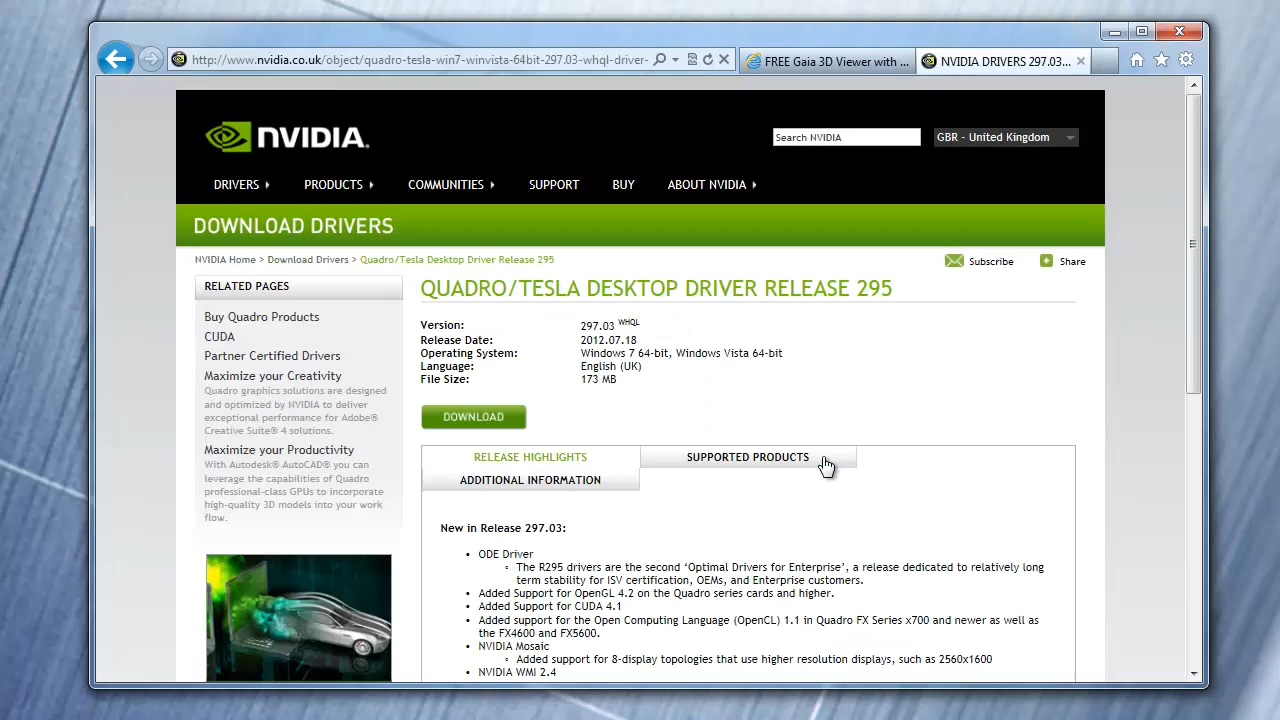 http://www.nvidia.co.uk/object/quadro-tesla-win7-winvista-64bit-297.03-whql-driver-
FREE Gaia 3D Viewer with ...
NVIDIA DRIVERS 297.03...
NVIDIA.
Search NVIDIA
GBR - United Kingdom
DRIVERS
PRODUCTS
COMMUNITIES
SUPPORT
BUY
ABOUT NVIDIA
DOWNLOAD DRIVERS
NVIDIA Home > Download Drivers > Quadro/Tesla Desktop Driver Release 295
Subscribe
Share
RELATED PAGES
Buy Quadro Products
CUDA
Partner Certified Drivers
Maximize your Creativity
Quadro graphics solutions are designed
and optimized by NVIDIA to deliver
exceptional performance for Adobe®
Creative Suite® 4 solutions.
Maximize your Productivity
With Autodesk® AutoCAD® you can
leverage the capabilities of Quadro
professional-class GPUs to incorporate
high-quality 3D models into your work
flow.
QUADRO/TESLA DESKTOP DRIVER RELEASE 295
Version: 297.03 WHQL
Release Date: 2012.07.18
Operating System: Windows 7 64-bit, Windows Vista 64-bit
Language: English (UK)
File Size: 173 MB
DOWNLOAD
RELEASE HIGHLIGHTS
SUPPORTED PRODUCTS
ADDITIONAL INFORMATION
New in Release 297.03:
• ODE Driver
◦ The R295 drivers are the second ‘Optimal Drivers for Enterprise’, a release dedicated to relatively long
term stability for ISV certification, OEMs, and Enterprise customers.
• Added Support for OpenGL 4.2 on the Quadro series cards and higher.
• Added Support for CUDA 4.1
• Added support for the Open Computing Language (OpenCL) 1.1 in Quadro FX Series x700 and newer as well as
the FX4600 and FX5600.
• NVIDIA Mosaic
◦ Added support for 8-display topologies that use higher resolution displays, such as 2560x1600
• NVIDIA WMI 2.4